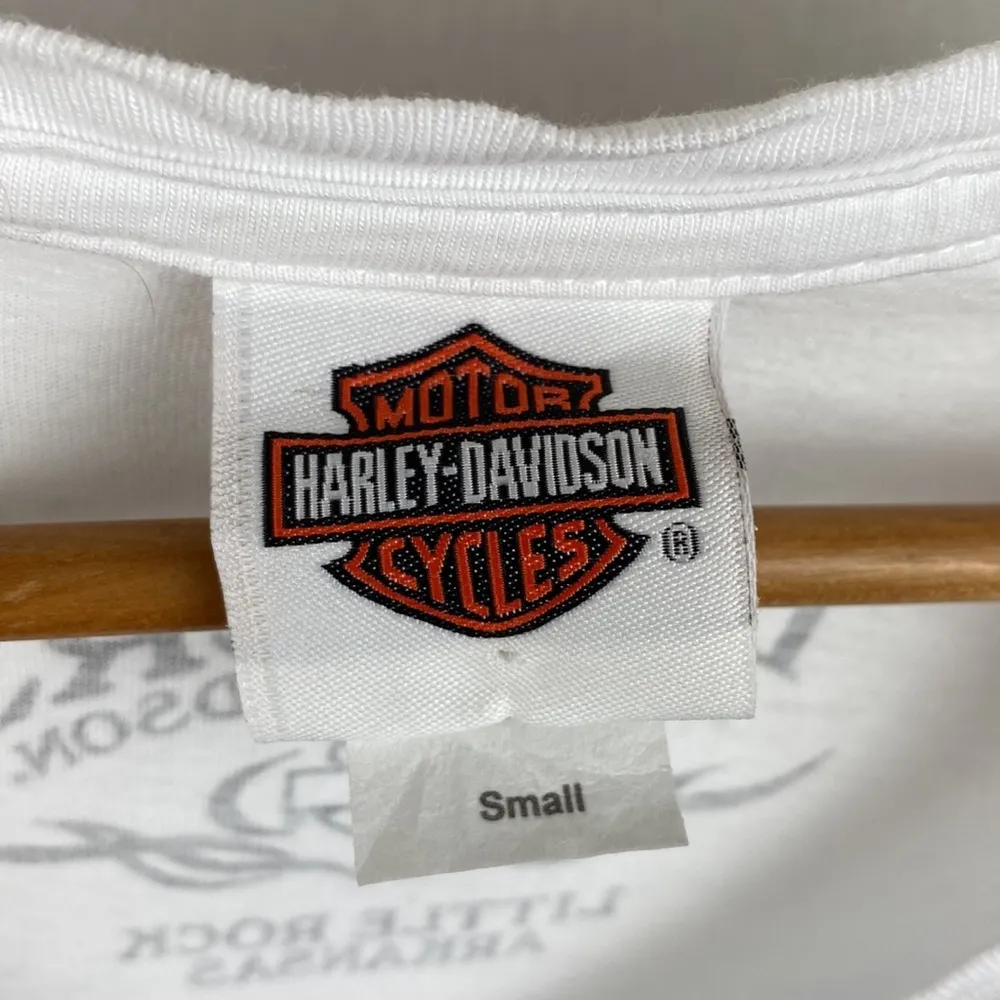 MOTOR
HARLEY-DAVIDSON
CYCLES
®
Small
LITTLE ROCK
ARKANSAS